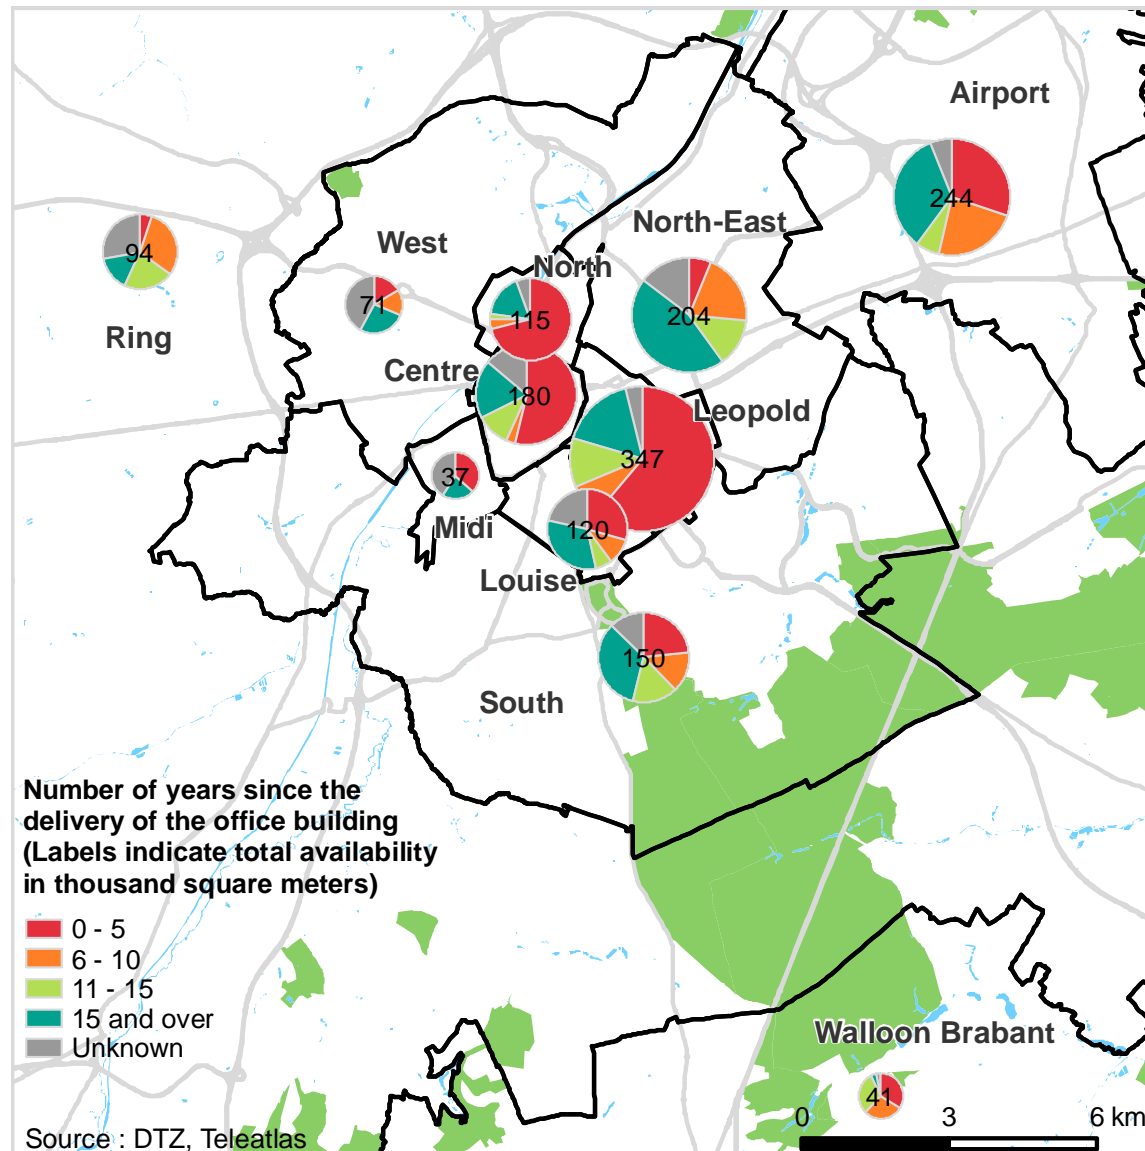 Airport
244
North-East
West
94
North
71
115
204
Ring
Centre
180
Leopold
347
37
Midi
120
Louise
150
South
Number of years since the
delivery of the office building
(Labels indicate total availability
in thousand square meters)
0 - 5
6 - 10
11 - 15
15 and over
Unknown
Walloon Brabant
41
0 3 6 km
Source : DTZ, Teleatlas